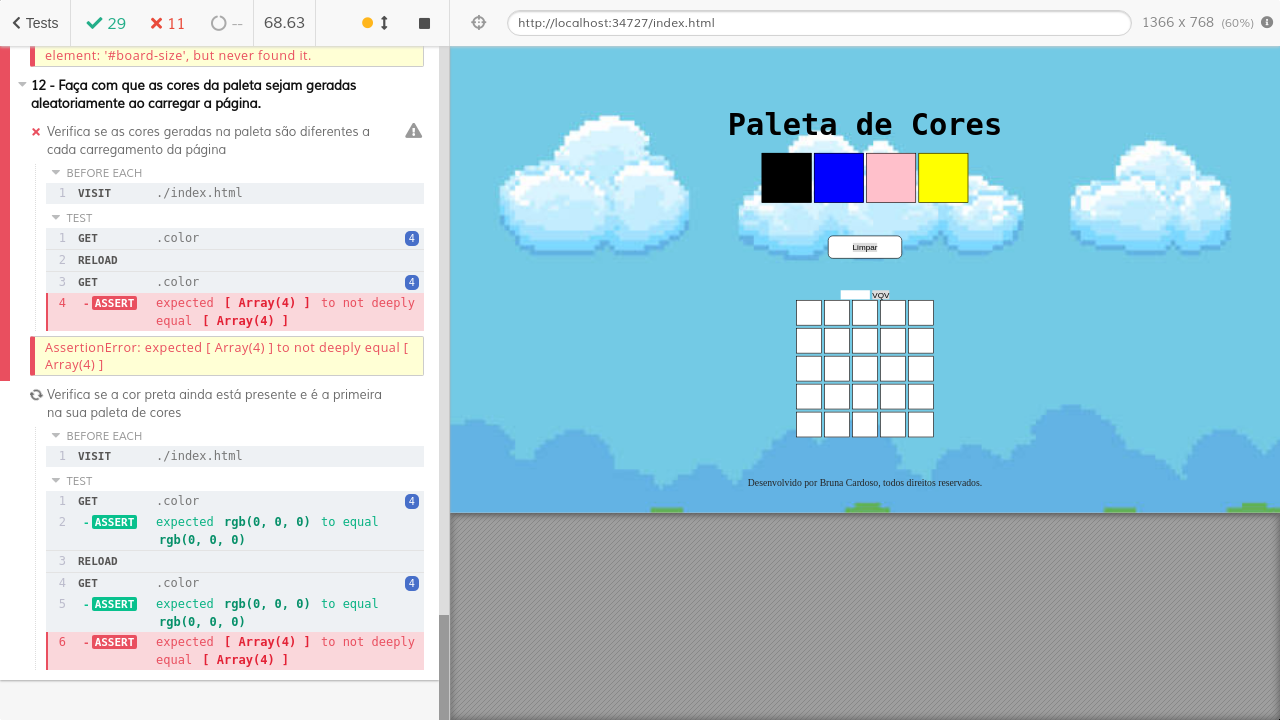 Tests
29
11
--
68.63
http://localhost:34727/index.html
1366 x 768 (60%)
element: '#board-size', but never found it.
12 - Faça com que as cores da paleta sejam geradas
aleatoriamente ao carregar a página.
Verifica se as cores geradas na paleta são diferentes a
cada carregamento da página
BEFORE EACH
1 VISIT ./index.html
TEST
1 GET .color 4
2 RELOAD
3 GET .color 4
4 -ASSERT expected [ Array(4) ] to not deeply
equal [ Array(4) ]
AssertionError: expected [ Array(4) ] to not deeply equal [
Array(4) ]
Verifica se a cor preta ainda está presente e é a primeira
na sua paleta de cores
BEFORE EACH
1 VISIT ./index.html
TEST
1 GET .color 4
2 -ASSERT expected rgb(0, 0, 0) to equal
rgb(0, 0, 0)
3 RELOAD
4 GET .color 4
5 -ASSERT expected rgb(0, 0, 0) to equal
rgb(0, 0, 0)
6 -ASSERT expected [ Array(4) ] to not deeply
equal [ Array(4) ]
Paleta de Cores
Limpar
VQV
Desenvolvido por Bruna Cardoso, todos direitos reservados.